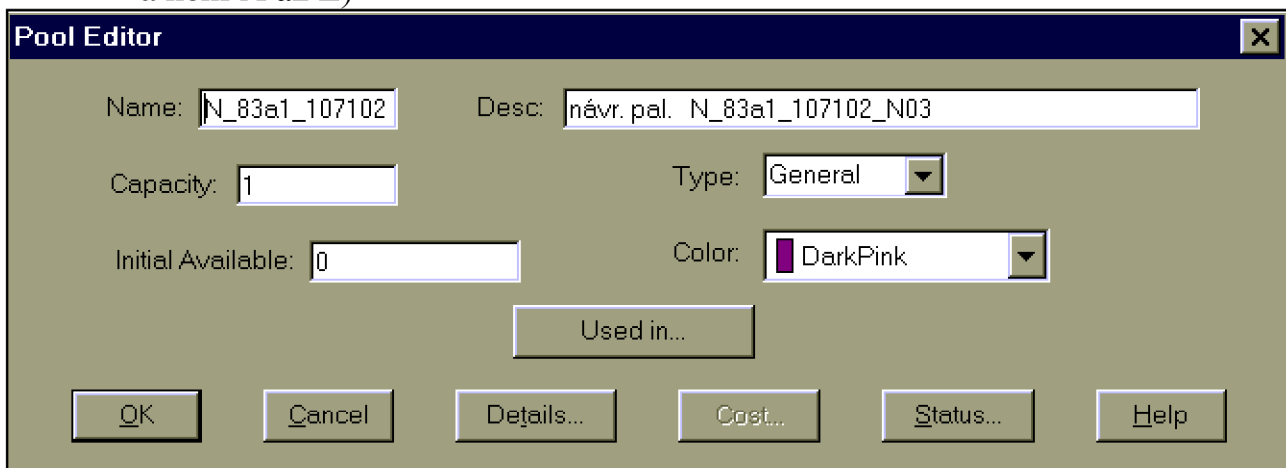 Pool Editor
Name: N_83a1_107102 Desc: návr. pal. N_83a1_107102_N03
Capacity: 1 Type: General
Initial Available: 0 Color: DarkPink
Used in...
OK Cancel Details... Cost... Status... Help